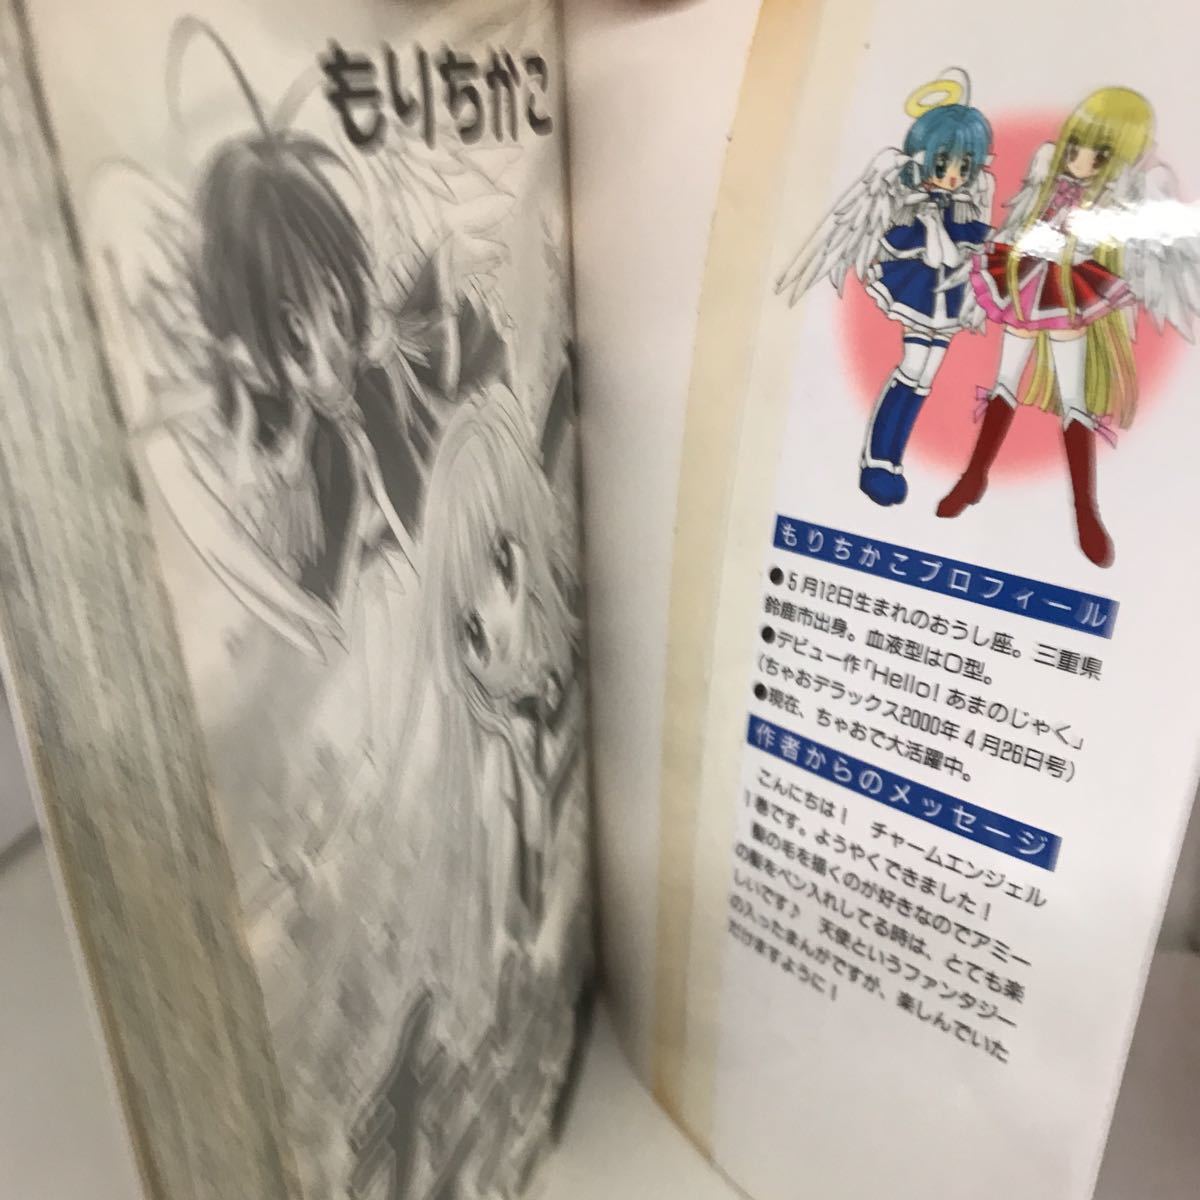 もりちかこ
もりちかこプロフィール
●5月12日生まれのおうし座。三重県
鈴鹿市出身。血液型はO型。
●デビュー作「Hello!あまのじゃく」
(ちゃおデラックス2000年4月26日号)
●現在、ちゃおで大活躍中。
作者からのメッセージ
こんにちは! チャームエンジェル
1巻です。ようやくできました!
髪の毛を描くのが好きなのでアミー
の髪をペン入れしてる時は、とても楽
しいです♪ 天使というファンタジー
の入ったまんがですが、楽しんでいた
だけますように!